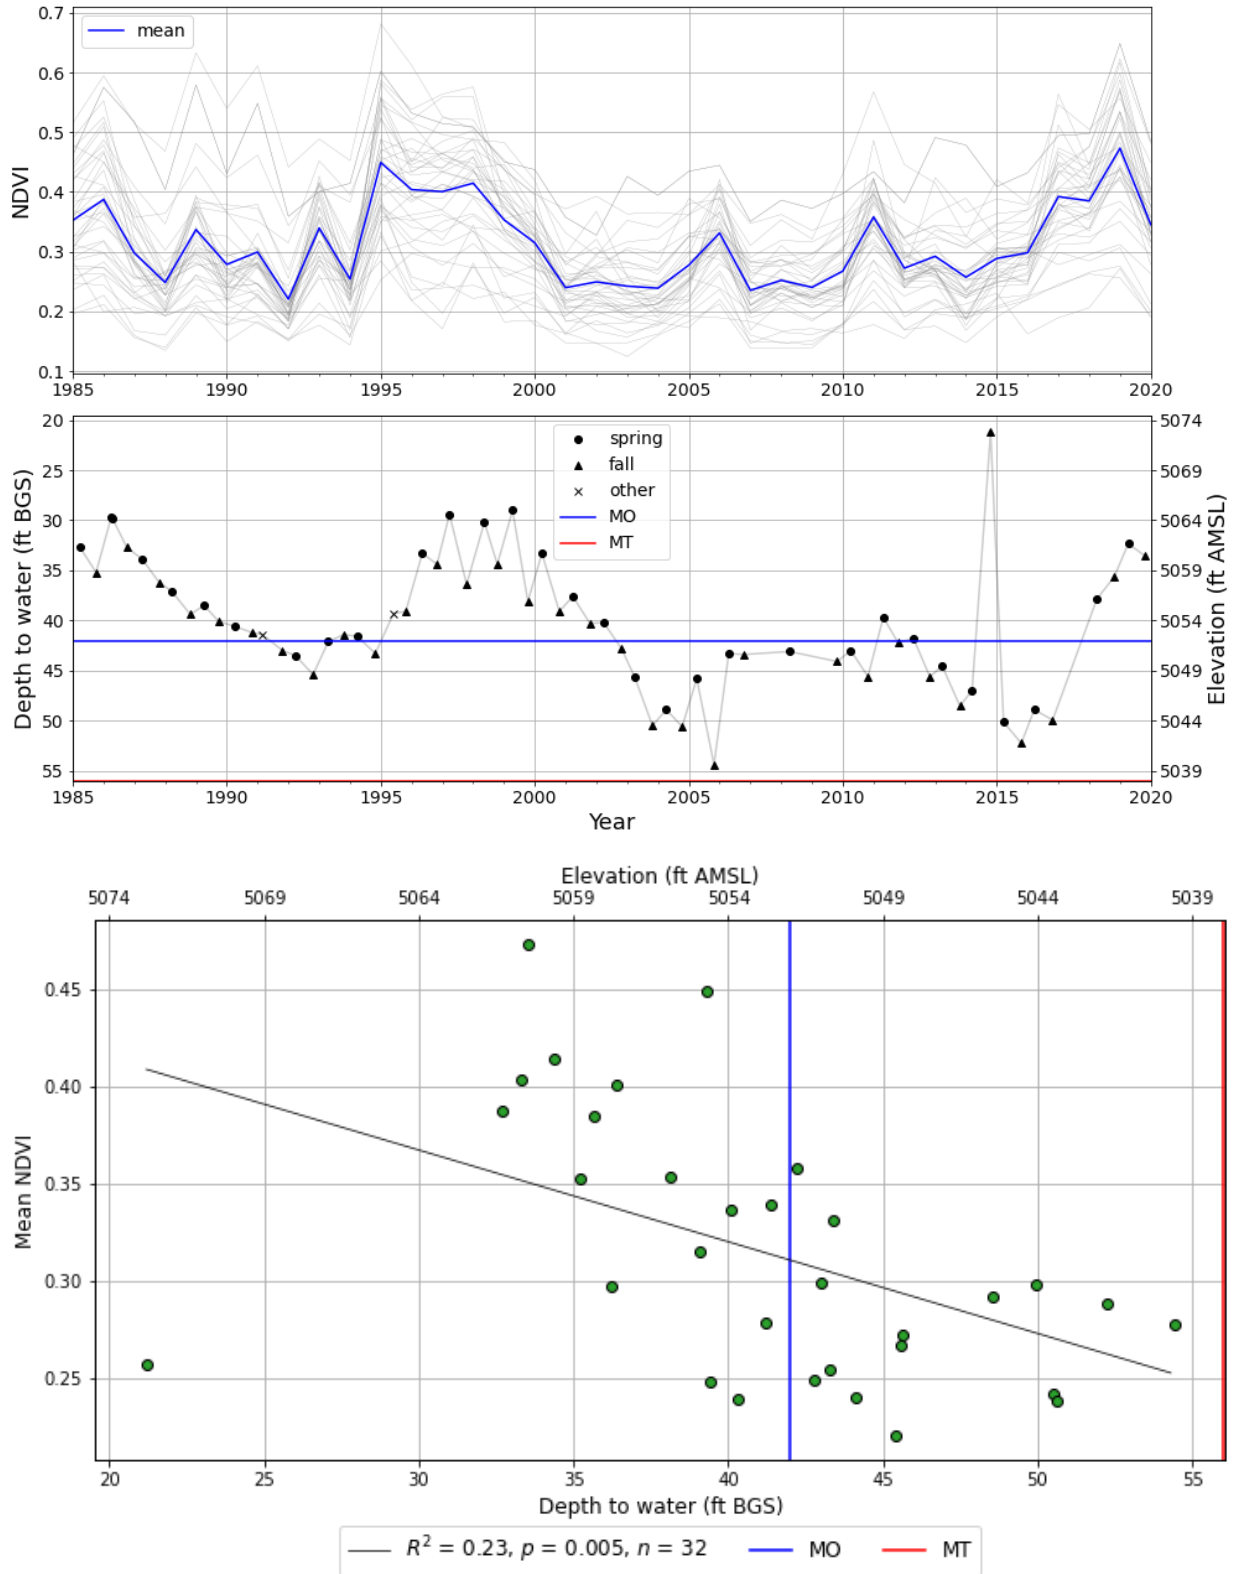 0.7
mean
0.6
0.5
NDVI
0.4
0.3
0.2
0.1
1985 1990 1995 2000 2005 2010 2015 2020
20 5074
spring
fall
25 5069
other
30 MO 5064
MT
35 5059
Depth to water (ft BGS)
Elevation (ft AMSL)
40 5054
45 5049
50 5044
55 5039
1985 1990 1995 2000 2005 2010 2015 2020
Year
Elevation (ft AMSL)
5074 5069 5064 5059 5054 5049 5044 5039
0.45
0.40
Mean NDVI
0.35
0.30
0.25
20 25 30 35 40 45 50 55
Depth to water (ft BGS)
R² = 0.23, p = 0.005, n = 32 MO MT